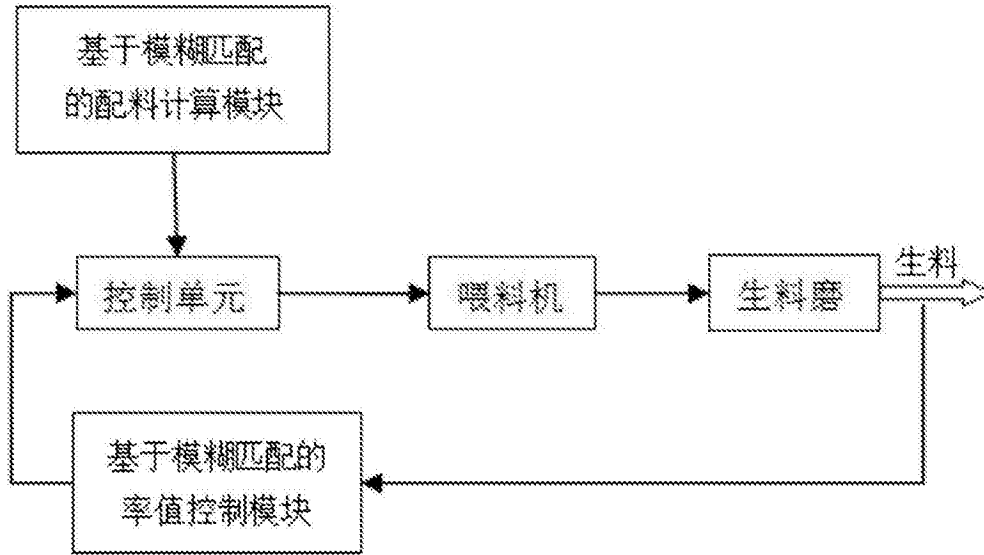 基于模糊匹配
的配料计算模块
控制单元
喂料机
生料磨
生料
基于模糊匹配的
率值控制模块